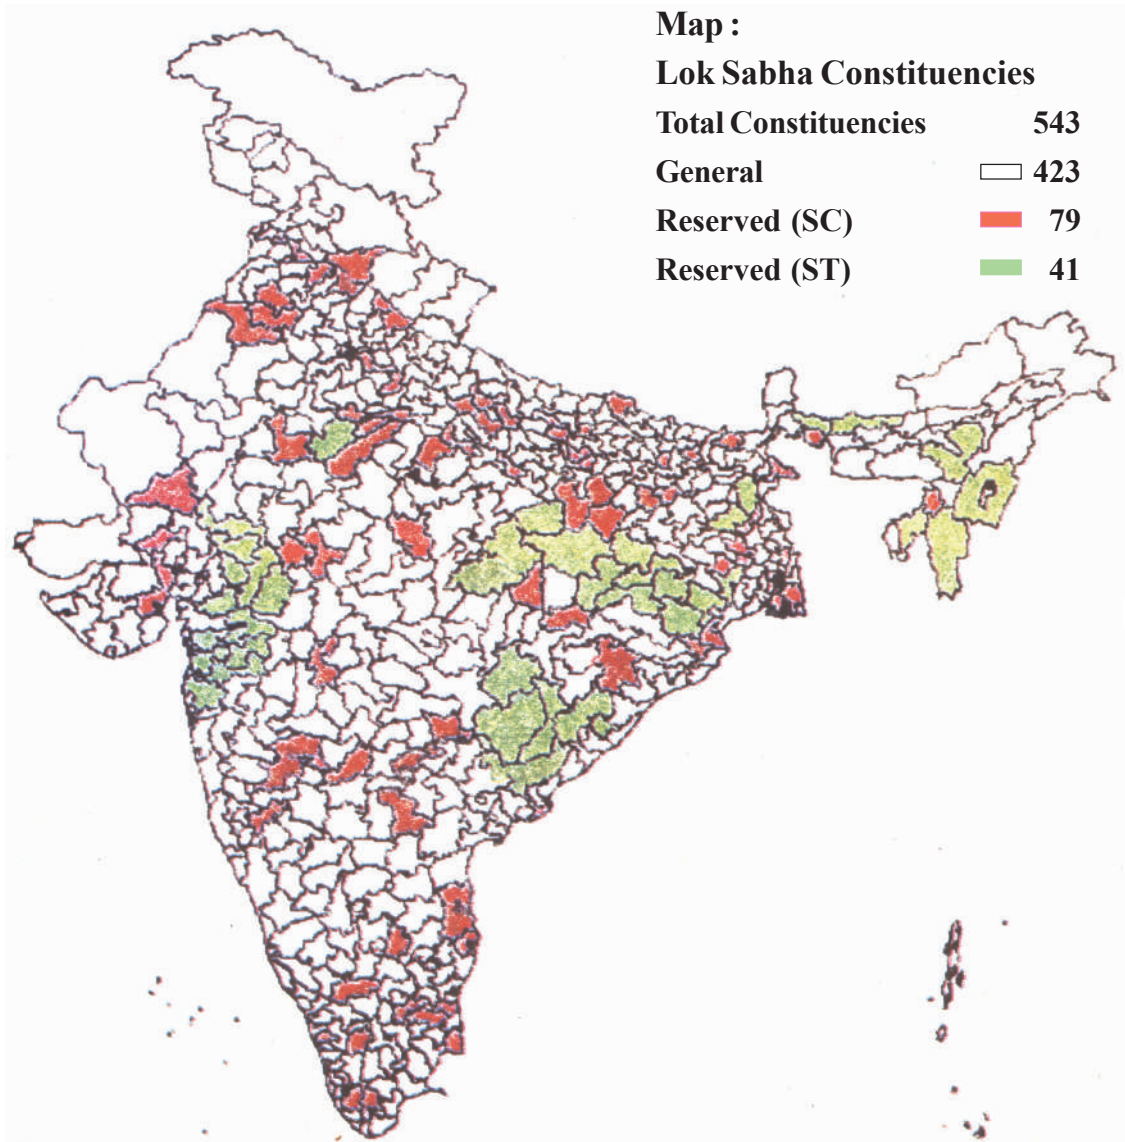 Map :
Lok Sabha Constituencies
Total Constituencies 543
General 423
Reserved (SC) 79
Reserved (ST) 41